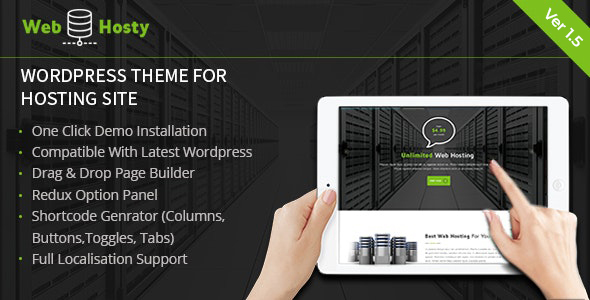 Web Hosty
Ver 1.5
WORDPRESS THEME FOR
HOSTING SITE
One Click Demo Installation
Compatible With Latest Wordpress
Drag & Drop Page Builder
Redux Option Panel
Shortcode Genrator (Columns,
Buttons,Toggles, Tabs)
Full Localisation Support
$4.99
Unlimited Web Hosting
Best Web Hosting For You